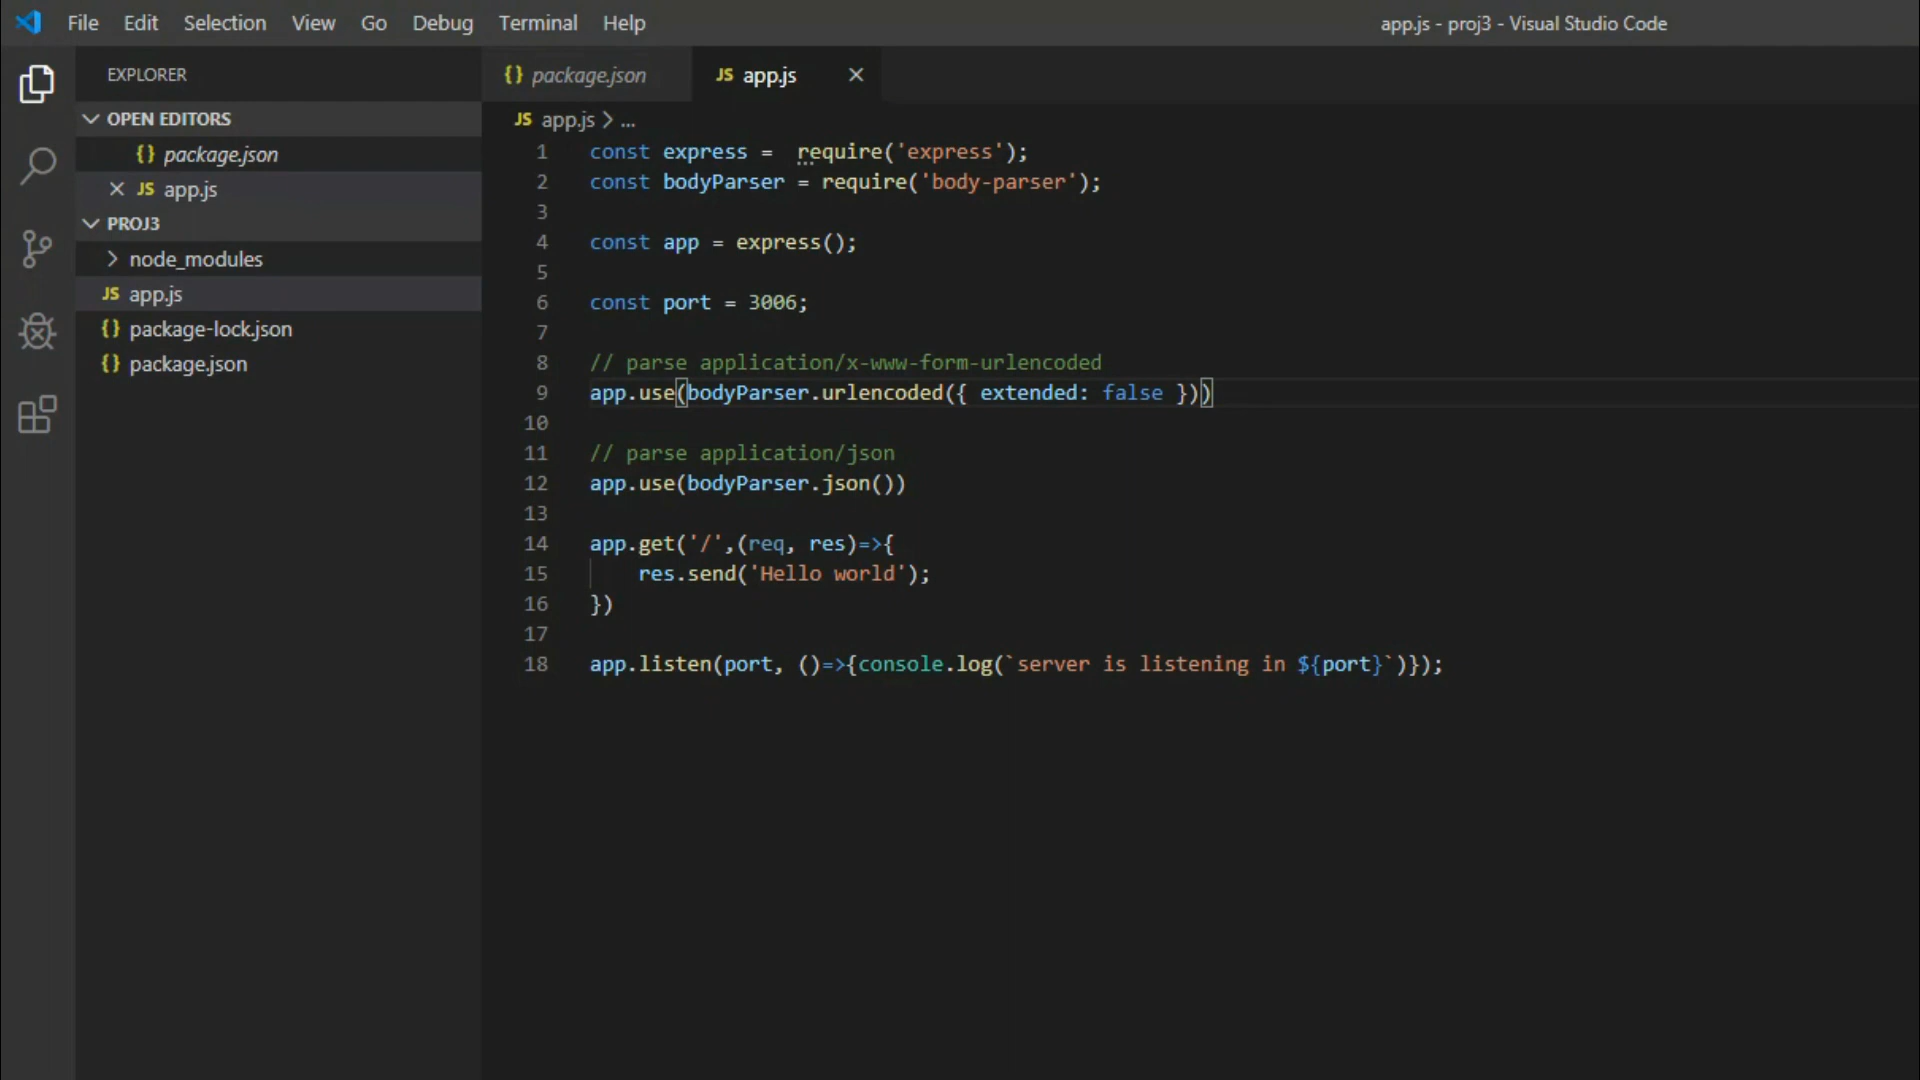 File Edit Selection View Go Debug Terminal Help
app.js - proj3 - Visual Studio Code
EXPLORER
OPEN EDITORS
{} package.json
JS app.js
PROJ3
node_modules
JS app.js
{} package-lock.json
{} package.json
{} package.json JS app.js
JS app.js > ...
1 const express =  require('express');
2 const bodyParser = require('body-parser');
3
4 const app = express();
5
6 const port = 3006;
7
8 // parse application/x-www-form-urlencoded
9 app.use(bodyParser.urlencoded({ extended: false }))
10
11 // parse application/json
12 app.use(bodyParser.json())
13
14 app.get('/',(req, res)=>{
15     res.send('Hello world');
16 })
17
18 app.listen(port, ()=>{console.log(`server is listening in ${port}`)});